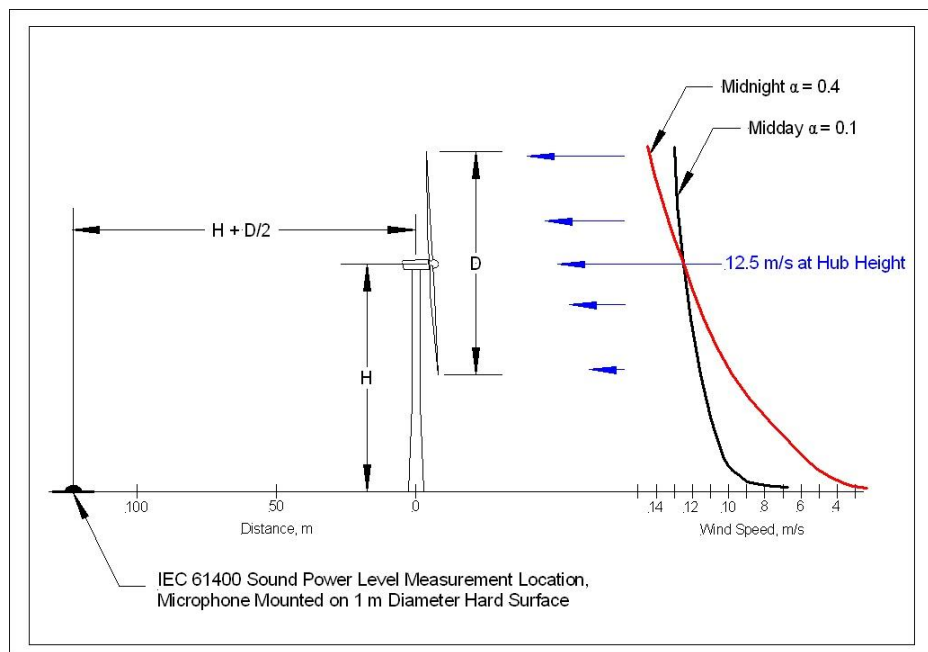 Midnight α = 0.4
Midday α = 0.1
H + D/2
D
12.5 m/s at Hub Height
H
100
50
0
14
12
10
8
6
4
Distance, m
Wind Speed, m/s
IEC 61400 Sound Power Level Measurement Location,
Microphone Mounted on 1 m Diameter Hard Surface